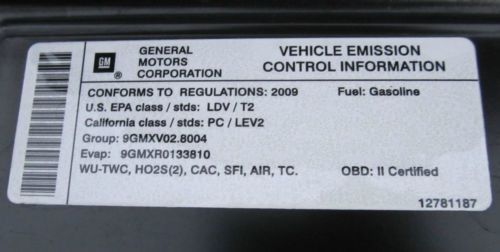 GM
®
GENERAL
MOTORS
CORPORATION
VEHICLE EMISSION
CONTROL INFORMATION
CONFORMS TO REGULATIONS: 2009 Fuel: Gasoline
U.S. EPA class / stds: LDV / T2
California class / stds: PC / LEV2
Group: 9GMXV02.8004
Evap: 9GMXR0133810
WU-TWC, HO2S(2), CAC, SFI, AIR, TC. OBD: II Certified
12781187